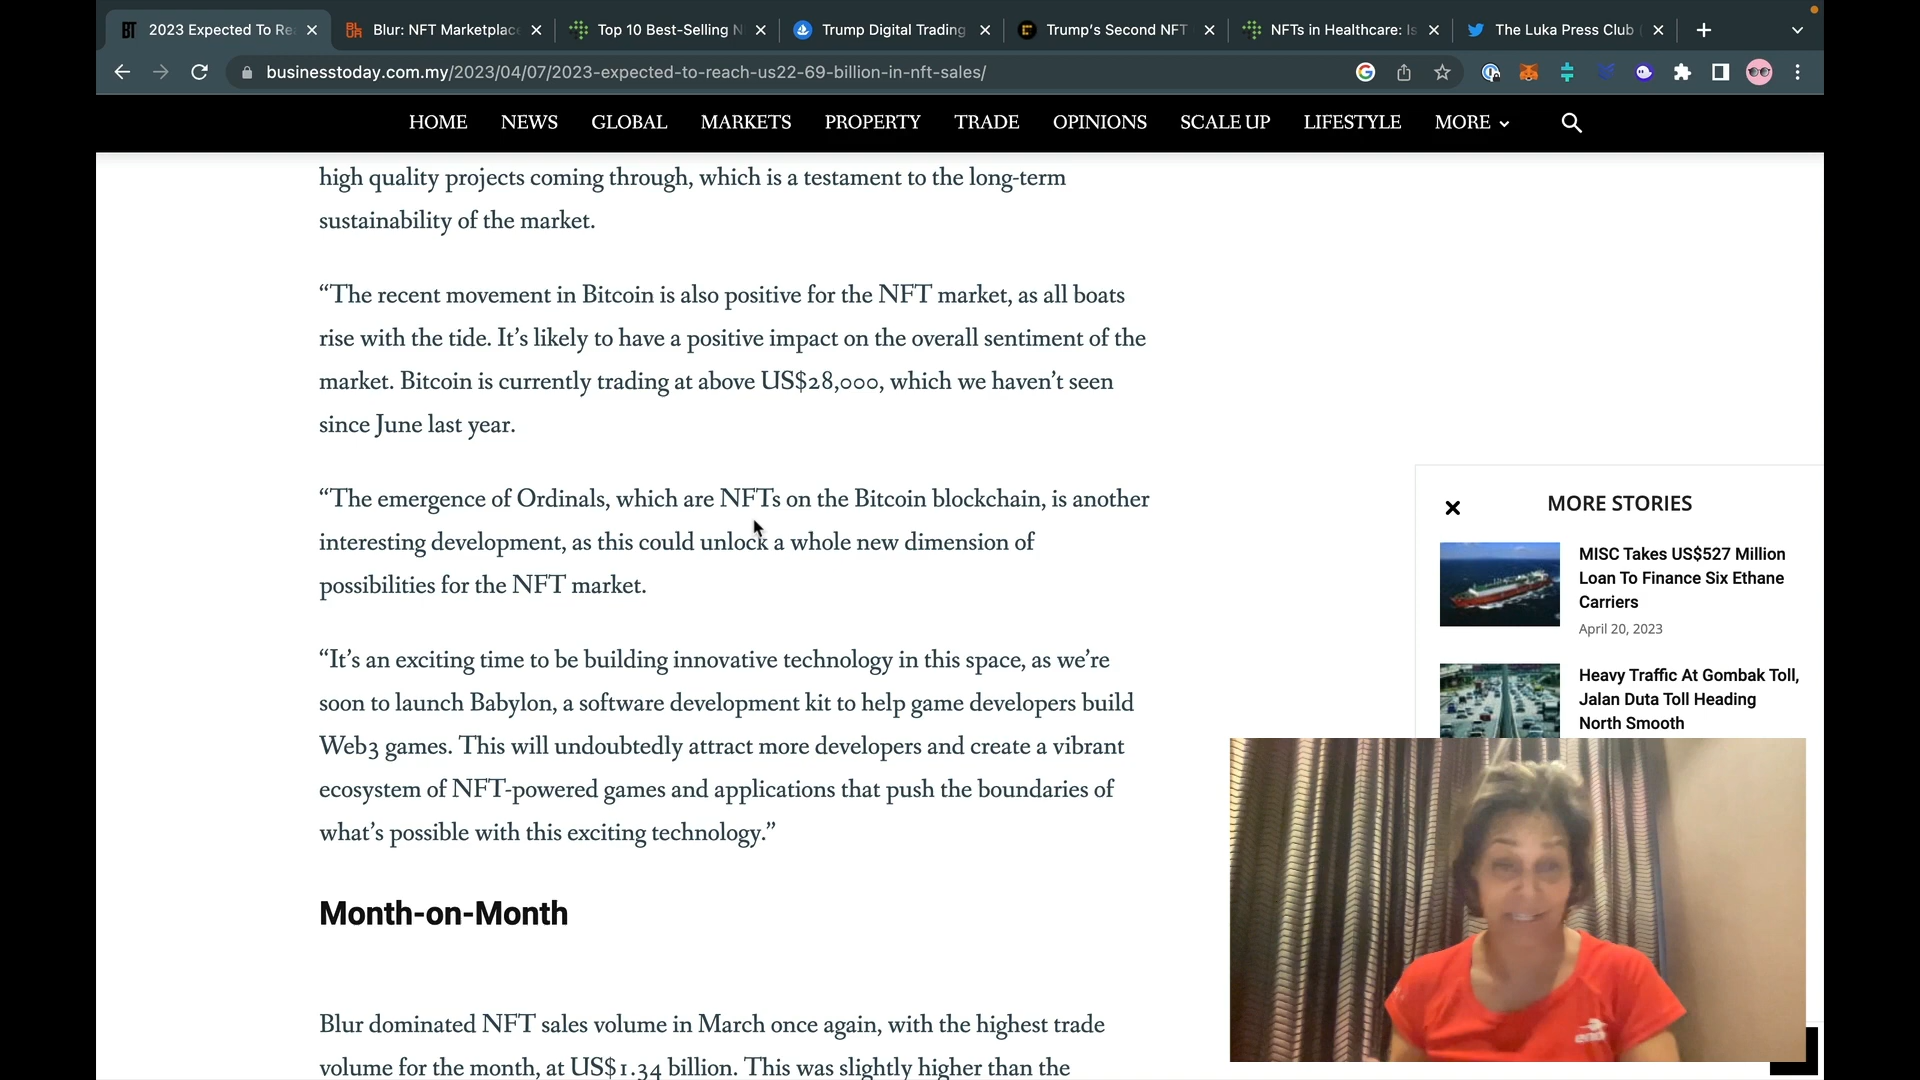 2023 Expected To Re
Blur: NFT Marketplac
Top 10 Best-Selling N
Trump Digital Trading
Trump's Second NFT
NFTs in Healthcare: Is
The Luka Press Club
businesstoday.com.my/2023/04/07/2023-expected-to-reach-us22-69-billion-in-nft-sales/
HOME NEWS GLOBAL MARKETS PROPERTY TRADE OPINIONS SCALE UP LIFESTYLE MORE
high quality projects coming through, which is a testament to the long-term
sustainability of the market.
“The recent movement in Bitcoin is also positive for the NFT market, as all boats
rise with the tide. It’s likely to have a positive impact on the overall sentiment of the
market. Bitcoin is currently trading at above US$28,000, which we haven’t seen
since June last year.
“The emergence of Ordinals, which are NFTs on the Bitcoin blockchain, is another
interesting development, as this could unlock a whole new dimension of
possibilities for the NFT market.
“It’s an exciting time to be building innovative technology in this space, as we’re
soon to launch Babylon, a software development kit to help game developers build
Web3 games. This will undoubtedly attract more developers and create a vibrant
ecosystem of NFT-powered games and applications that push the boundaries of
what’s possible with this exciting technology.”
Month-on-Month
Blur dominated NFT sales volume in March once again, with the highest trade
volume for the month, at US$1.34 billion. This was slightly higher than the
MORE STORIES
MISC Takes US$527 Million
Loan To Finance Six Ethane
Carriers
April 20, 2023
Heavy Traffic At Gombak Toll,
Jalan Duta Toll Heading
North Smooth